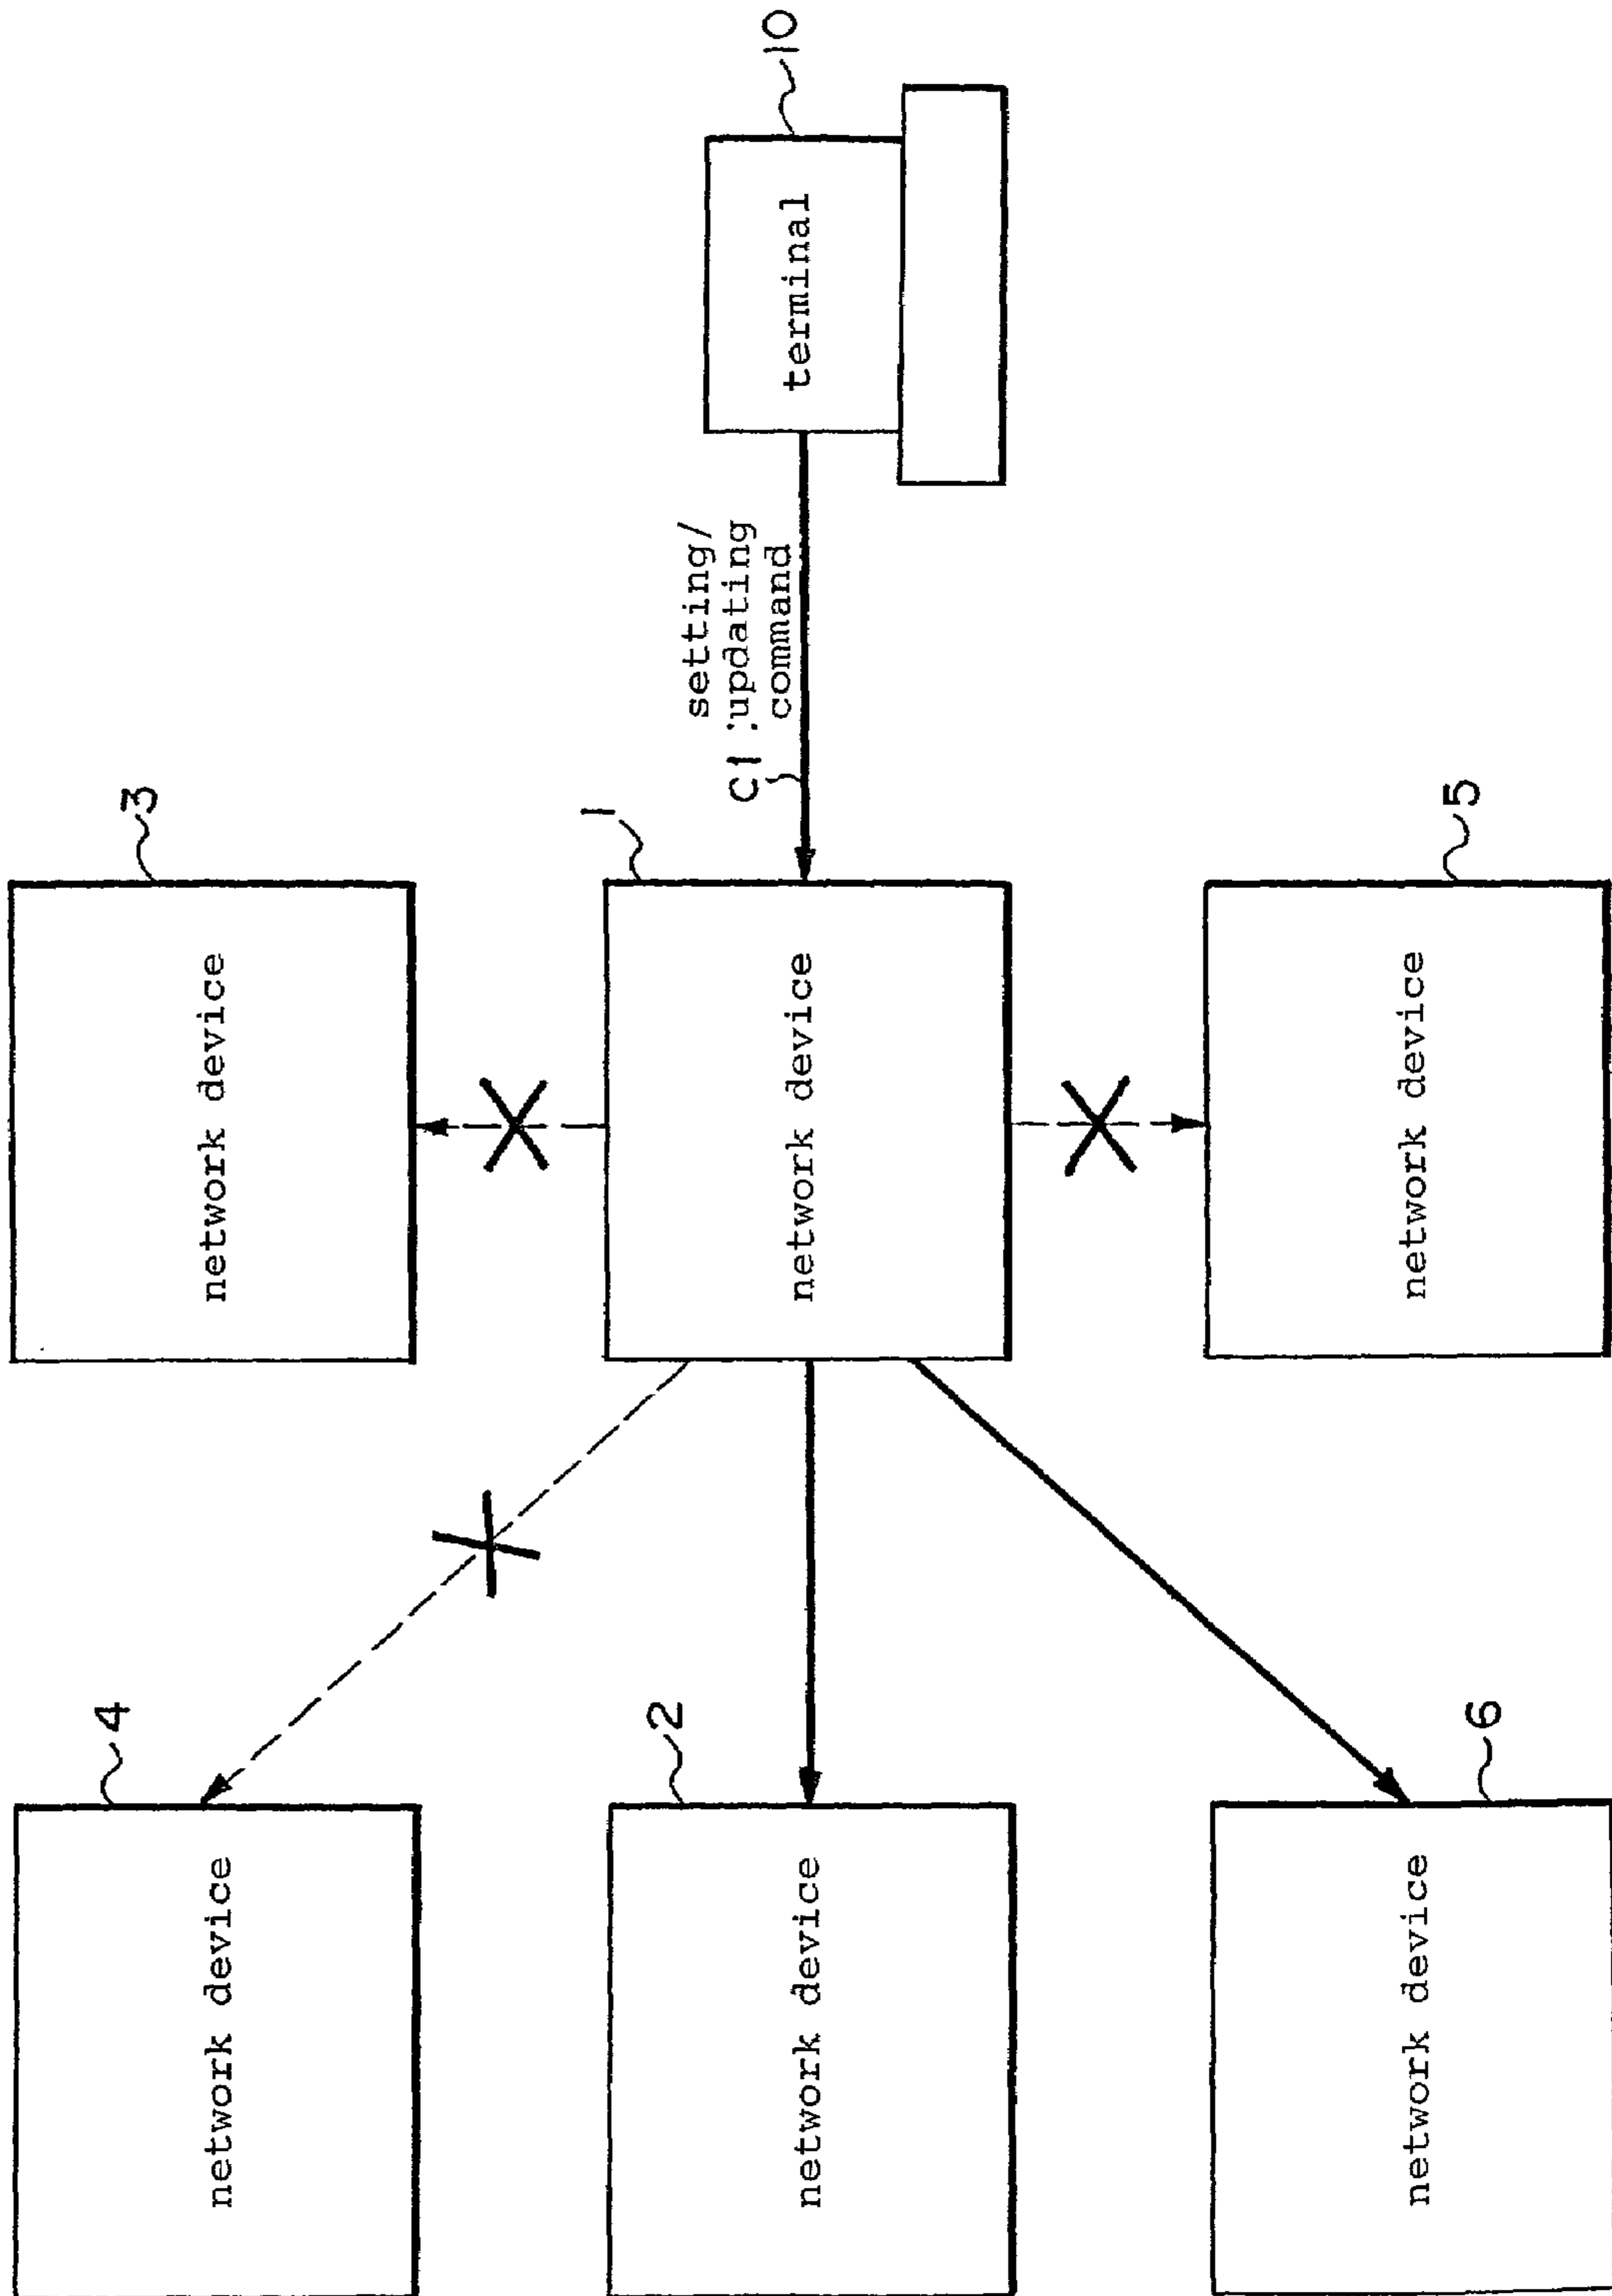 3
network device
10
terminal
setting/
C1 : updating
command
1
network device
5
network device
4
network device
2
network device
6
network device